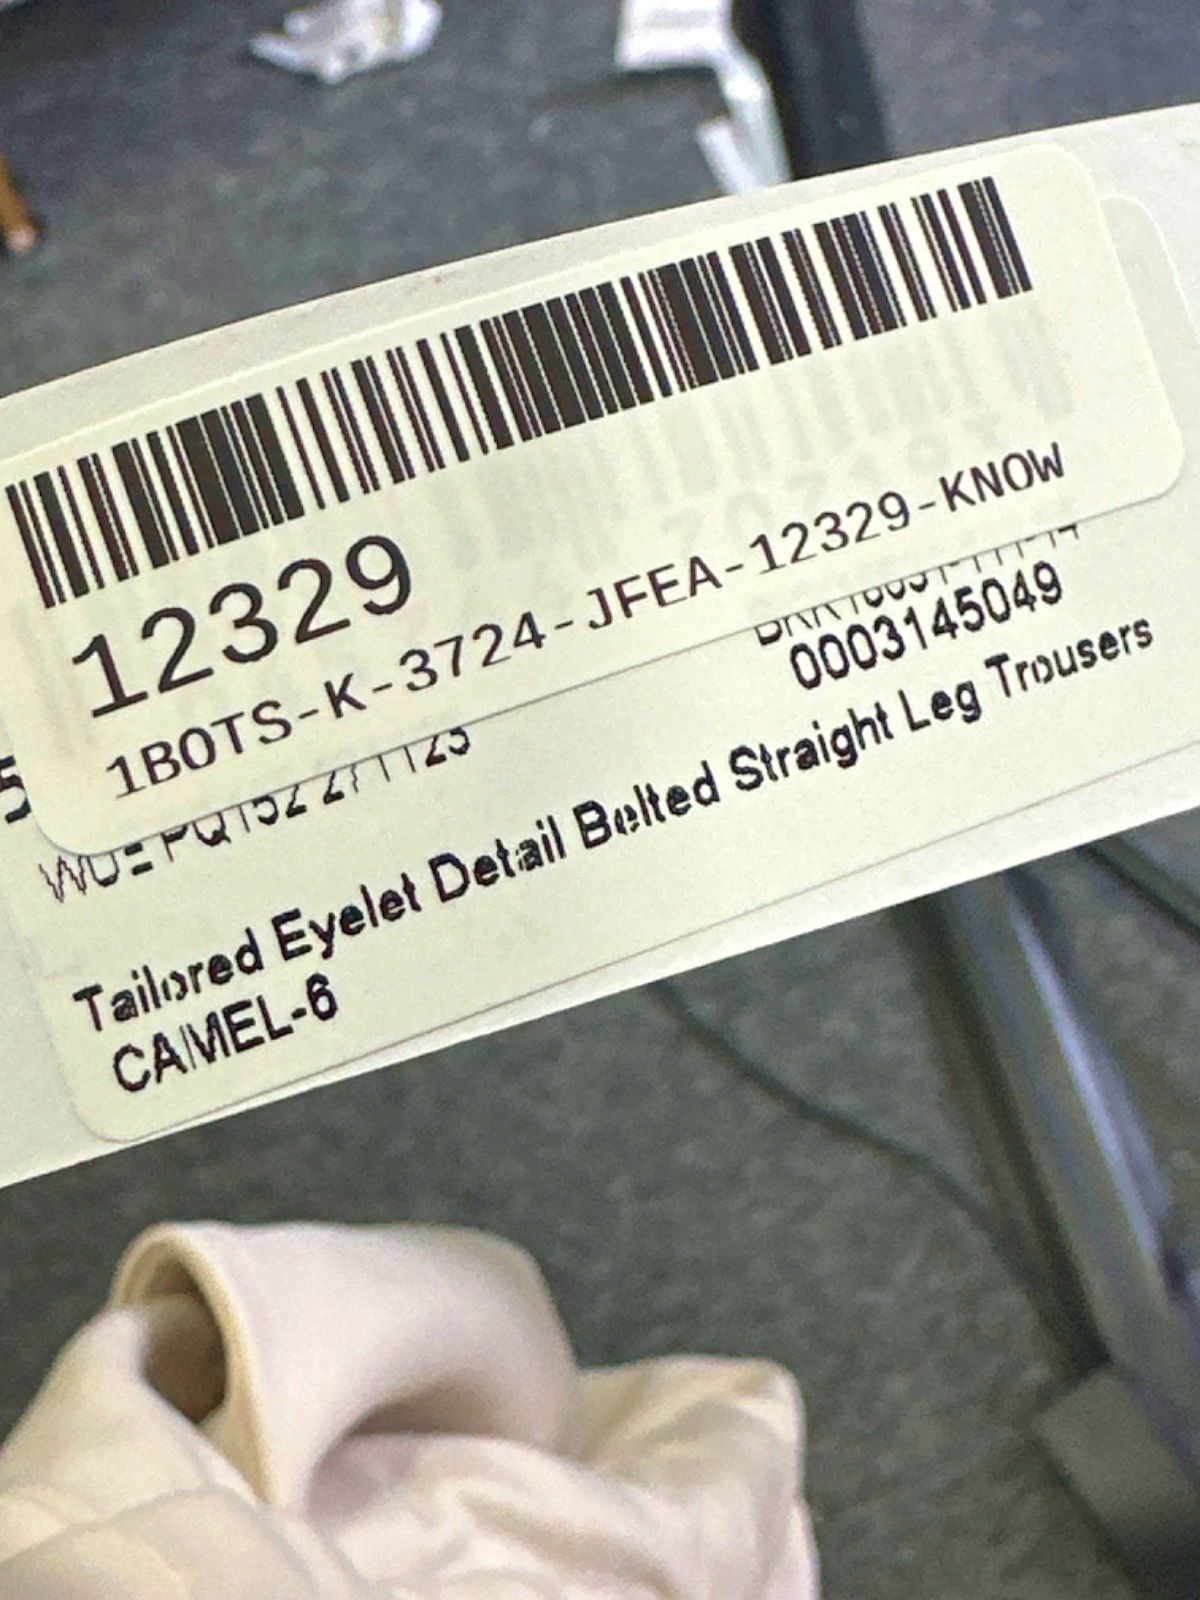 12329
1BOTS-K-3724-JFEA-12329-KNOW
0003145049
Tailored Eyelet Detail Belted Straight Leg Trousers
CAMEL-6